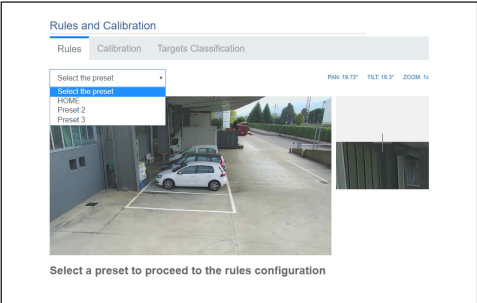 Rules and Calibration
Rules Calibration Targets Classification
Select the preset
PAN: 19.73° TILT: 16.3° ZOOM: 1x
Select the preset
HOME
Preset 2
Preset 3
Select a preset to proceed to the rules configuration